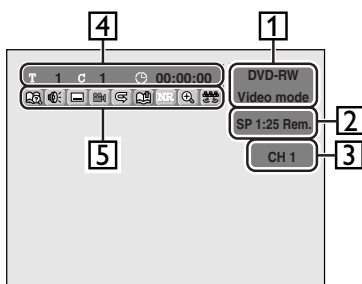 4
1
T 1 C 1 00:00:00
DVD-RW
Video mode
NR
SP 1:25 Rem.
2
CH 1
3
5